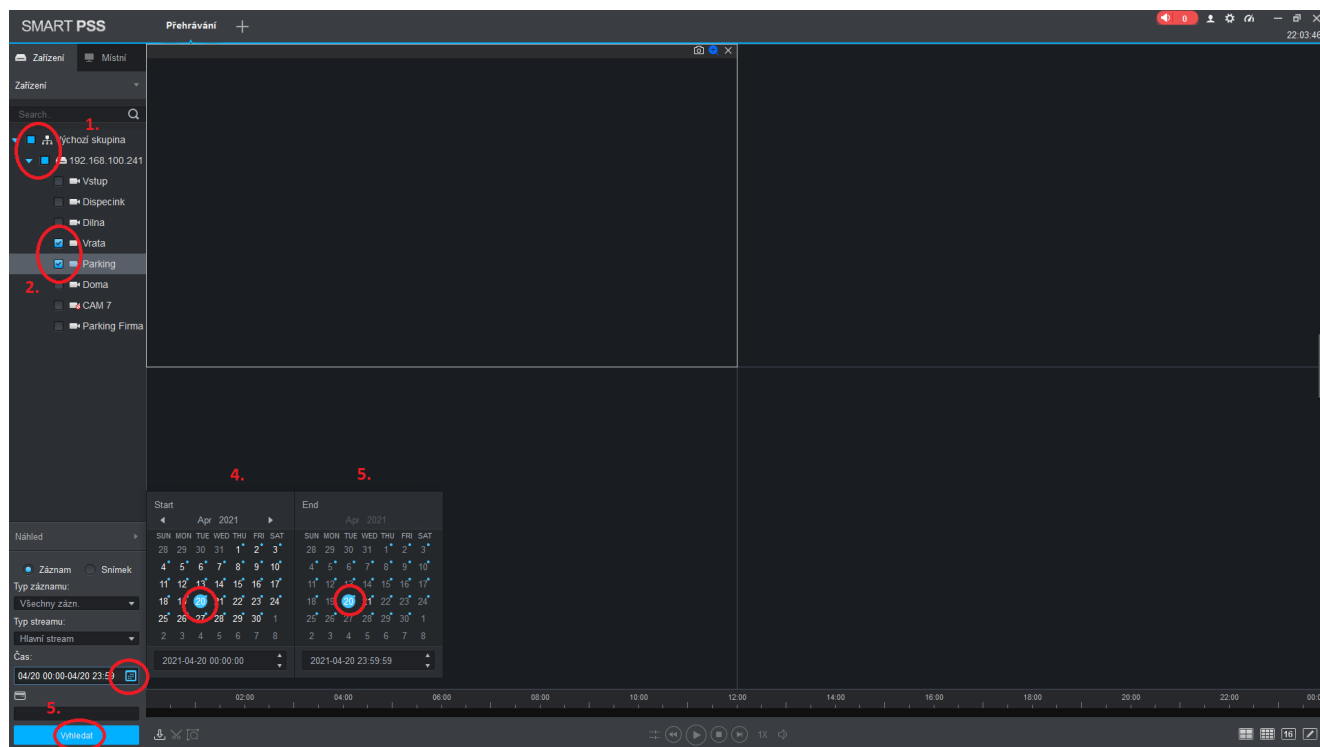 SMART PSS
Přehrávání
0
22:03:46
Zařízení
Místní
Zařízení
Search..
1.
Výchozí skupina
192.168.100.241
Vstup
Dispecink
Dilna
Vrata
Parking
2.
Doma
CAM 7
Parking Firma
4.
5.
Start
End
Apr 2021
Apr 2021
SUN MON TUE WED THU FRI SAT
SUN MON TUE WED THU FRI SAT
28 29 30 31 1 2 3
28 29 30 31 1 2 3
4 5 6 7 8 9 10
4 5 6 7 8 9 10
11 12 13 14 15 16 17
11 12 13 14 15 16 17
18 19 20 21 22 23 24
18 19 20 21 22 23 24
25 26 27 28 29 30 1
25 26 27 28 29 30 1
2 3 4 5 6 7 8
2 3 4 5 6 7 8
2021-04-20 00:00:00
2021-04-20 23:59:59
Náhled
Záznam
Snímek
Typ záznamu:
Všechny zázn.
Typ streamu:
Hlavní stream
Čas:
04/20 00:00-04/20 23:59
5.
Vyhledat
02:00 04:00 06:00 08:00 10:00 12:00 14:00 16:00 18:00 20:00 22:00 00:0
1X
16